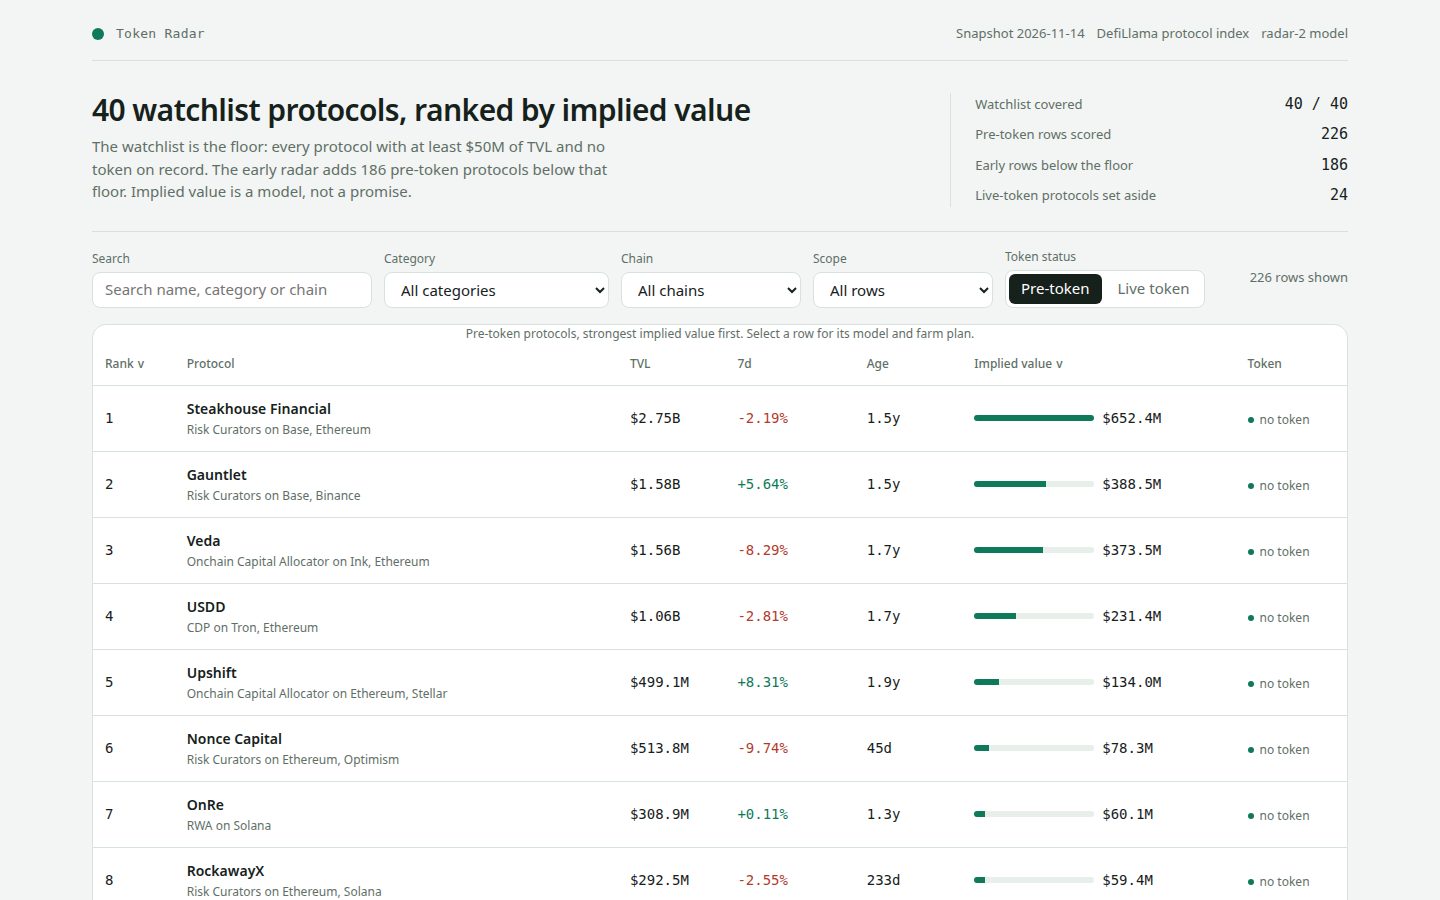 Token Radar
Snapshot 2026-11-14 DefiLlama protocol index radar-2 model
40 watchlist protocols, ranked by implied value
The watchlist is the floor: every protocol with at least $50M of TVL and no
token on record. The early radar adds 186 pre-token protocols below that
floor. Implied value is a model, not a promise.
Watchlist covered 40 / 40
Pre-token rows scored 226
Early rows below the floor 186
Live-token protocols set aside 24
Search Category Chain Scope Token status
Search name, category or chain All categories All chains All rows Pre-token Live token 226 rows shown
Pre-token protocols, strongest implied value first. Select a row for its model and farm plan.
Rank v Protocol TVL 7d Age Implied value v Token
1 Steakhouse Financial $2.75B -2.19% 1.5y $652.4M no token
Risk Curators on Base, Ethereum
2 Gauntlet $1.58B +5.64% 1.5y $388.5M no token
Risk Curators on Base, Binance
3 Veda $1.56B -8.29% 1.7y $373.5M no token
Onchain Capital Allocator on Ink, Ethereum
4 USDD $1.06B -2.81% 1.7y $231.4M no token
CDP on Tron, Ethereum
5 Upshift $499.1M +8.31% 1.9y $134.0M no token
Onchain Capital Allocator on Ethereum, Stellar
6 Nonce Capital $513.8M -9.74% 45d $78.3M no token
Risk Curators on Ethereum, Optimism
7 OnRe $308.9M +0.11% 1.3y $60.1M no token
RWA on Solana
8 RockawayX $292.5M -2.55% 233d $59.4M no token
Risk Curators on Ethereum, Solana